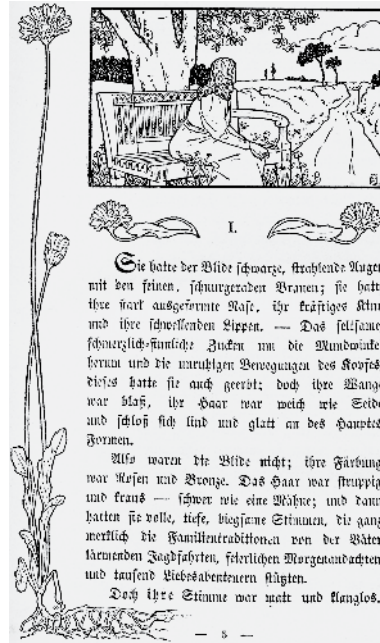 I.
Sie hatte der Blide schwarze, strahlende Augen
mit den feinen, schnurgeraden Brauen; sie hatt
ihre stark ausgeformte Nase, ihr kräftiges Kinn
und ihre schwellenden Lippen. — Das seltsame
schmerzlich-sinnliche Zucken um die Mundwinke
herum und die unruhigen Bewegungen des Kopfes
dieses hatte sie auch geerbt; doch ihre Wange
war blaß, ihr Haar war weich wie Seide
und schloß sich lind und glatt an des Hauptes
Formen.
Also waren die Blide nicht; ihre Färbung
war Rosen und Bronze. Das Haar war struppig
und kraus — schwer wie eine Mähne; und dann
hatten sie volle, tiefe, biegsame Stimmen, die ganz
merklich die Familientraditionen von der Väter
lärmenden Jagdfahrten, feierlichen Morgenandachten
und tausend Liebesabenteuern stützten.
Doch ihre Stimme war matt und klanglos.
— 5 —